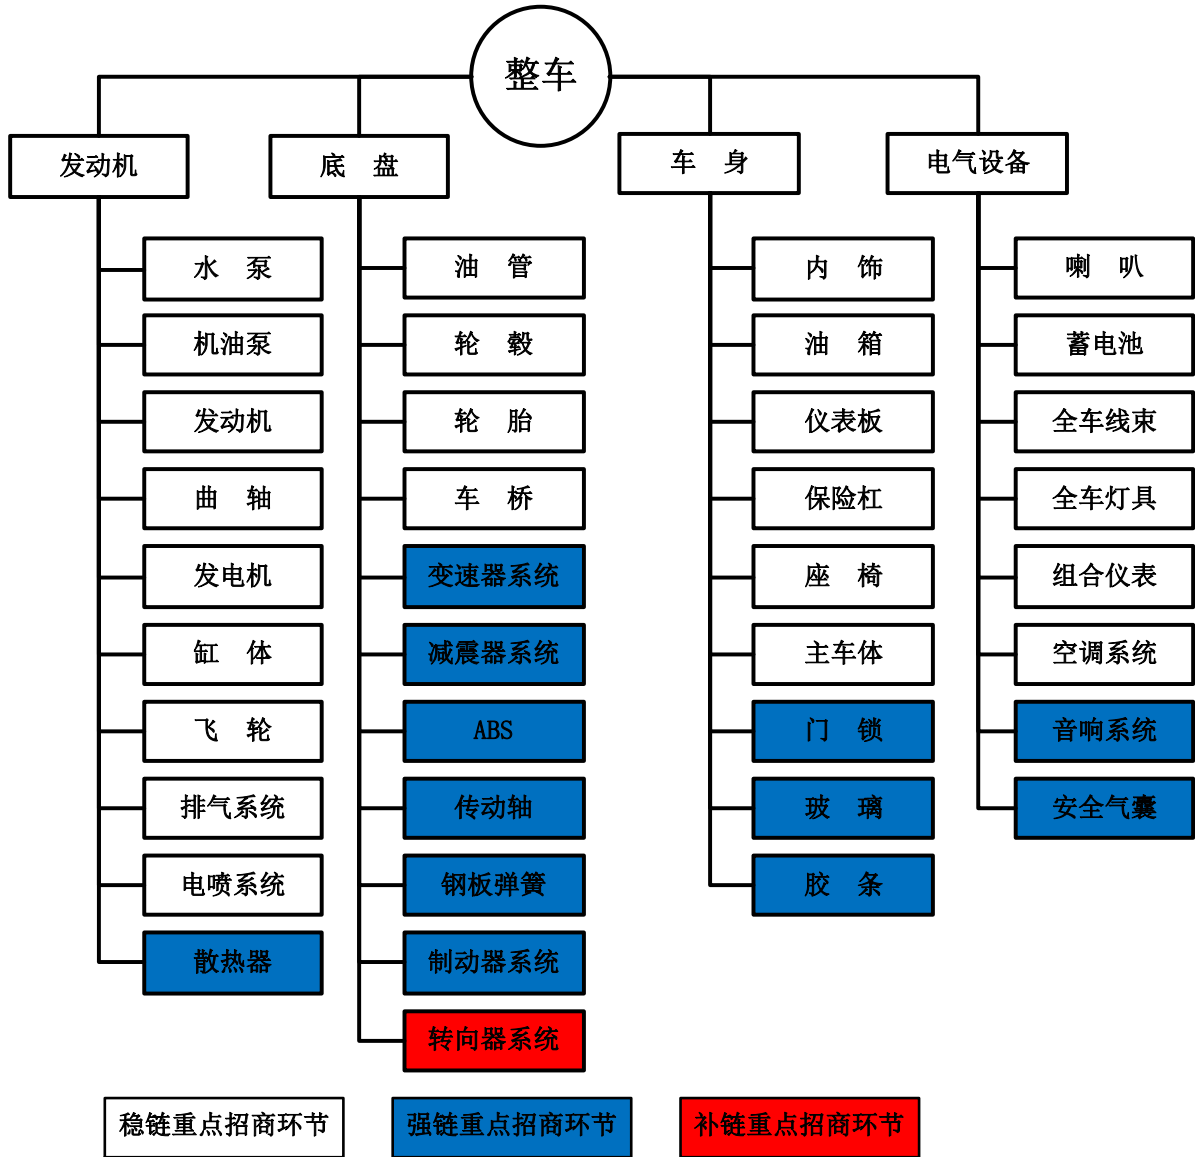 整车
发动机
底 盘
车 身
电气设备
水 泵
机油泵
发动机
曲 轴
发电机
缸 体
飞 轮
排气系统
电喷系统
散热器
油 管
轮 毂
轮 胎
车 桥
变速器系统
减震器系统
ABS
传动轴
钢板弹簧
制动器系统
转向器系统
内 饰
油 箱
仪表板
保险杠
座 椅
主车体
门 锁
玻 璃
胶 条
喇 叭
蓄电池
全车线束
全车灯具
组合仪表
空调系统
音响系统
安全气囊
稳链重点招商环节
强链重点招商环节
补链重点招商环节